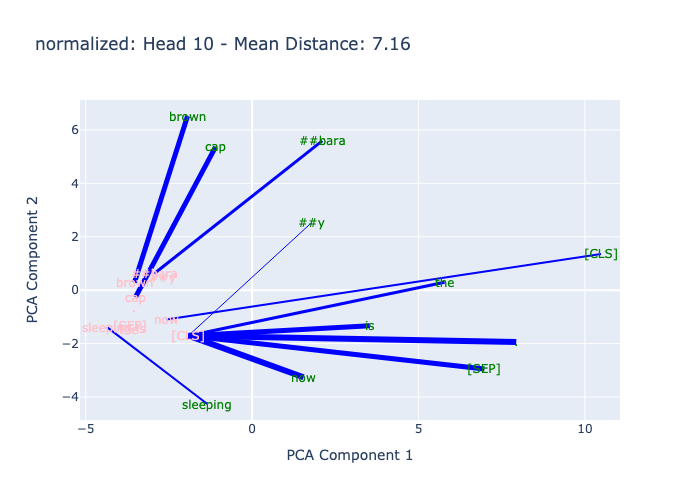 normalized: Head 10 - Mean Distance: 7.16
6
4
2
0
−2
−4
PCA Component 2
brown
cap
##bara
##y
[CLS]
the
is
[SEP]
now
sleeping
brown
cap
now
[CLS]
−5
0
5
10
PCA Component 1